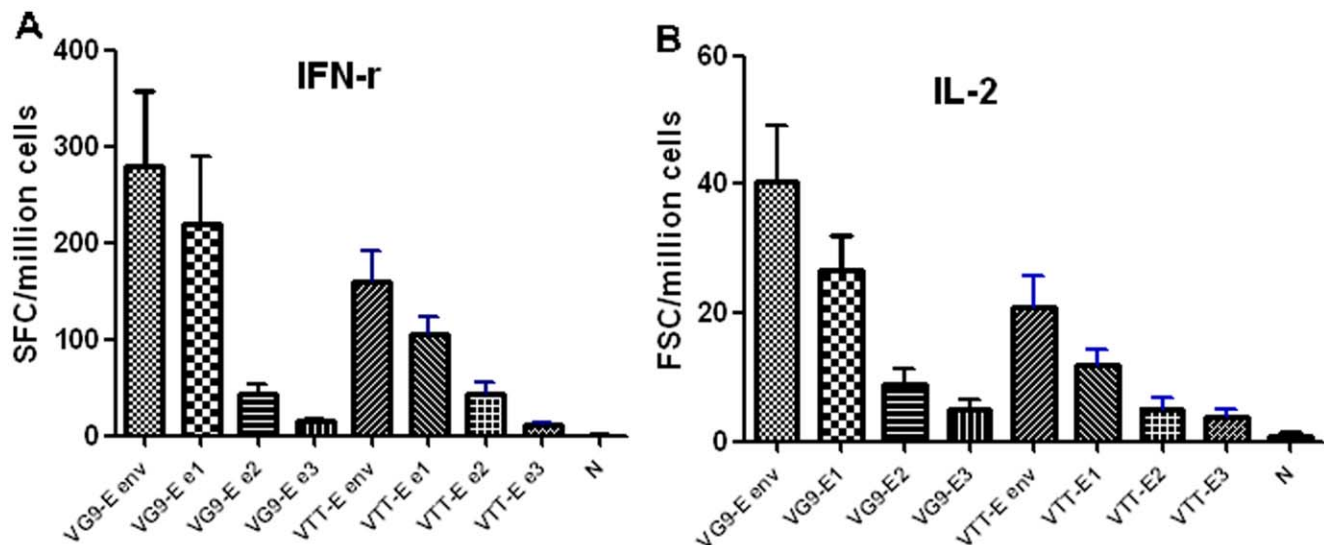 A
IFN-r
SFC/million cells
400
300
200
100
0
VG9-E env
VG9-E e1
VG9-E e2
VG9-E e3
VTT-E env
VTT-E e1
VTT-E e2
VTT-E e3
N
B
IL-2
FSC/million cells
60
40
20
0
VG9-E env
VG9-E1
VG9-E2
VG9-E3
VTT-E env
VTT-E1
VTT-E2
VTT-E3
N